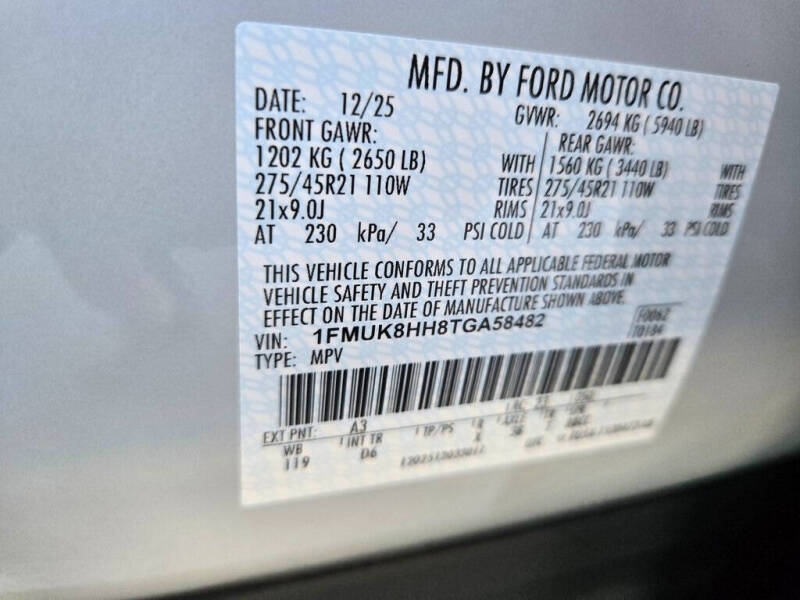 MFD. BY FORD MOTOR CO.
DATE: 12/25 GVWR: 2694 KG ( 5940 LB)
FRONT GAWR: REAR GAWR:
1202 KG ( 2650 LB) WITH 1560 KG ( 3440 LB) WITH
275/45R21 110W TIRES 275/45R21 110W TIRES
21x9.0J RIMS 21x9.0J RIMS
AT 230 kPa/ 33 PSI COLD AT 230 kPa/ 33 PSI COLD
THIS VEHICLE CONFORMS TO ALL APPLICABLE FEDERAL MOTOR
VEHICLE SAFETY AND THEFT PREVENTION STANDARDS IN
EFFECT ON THE DATE OF MANUFACTURE SHOWN ABOVE.
VIN: 1FMUK8HH8TGA58482 F0062
TYPE: MPV T0184
EXT PNT: A3
WB INT TR TP/PS R AXLE TR
119 D6 X